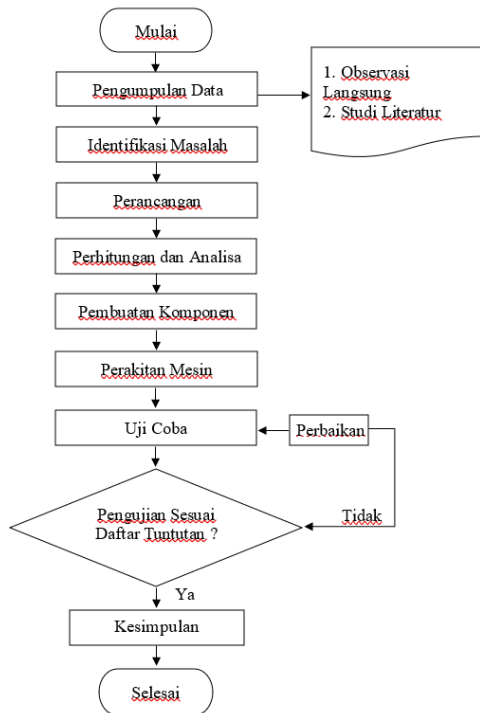 Mulai
Pengumpulan Data
1. Observasi
Langsung
2. Studi Literatur
Identifikasi Masalah
Perancangan
Perhitungan dan Analisa
Pembuatan Komponen
Perakitan Mesin
Uji Coba
Perbaikan
Pengujian Sesuai
Daftar Tuntutan ?
Tidak
Ya
Kesimpulan
Selesai